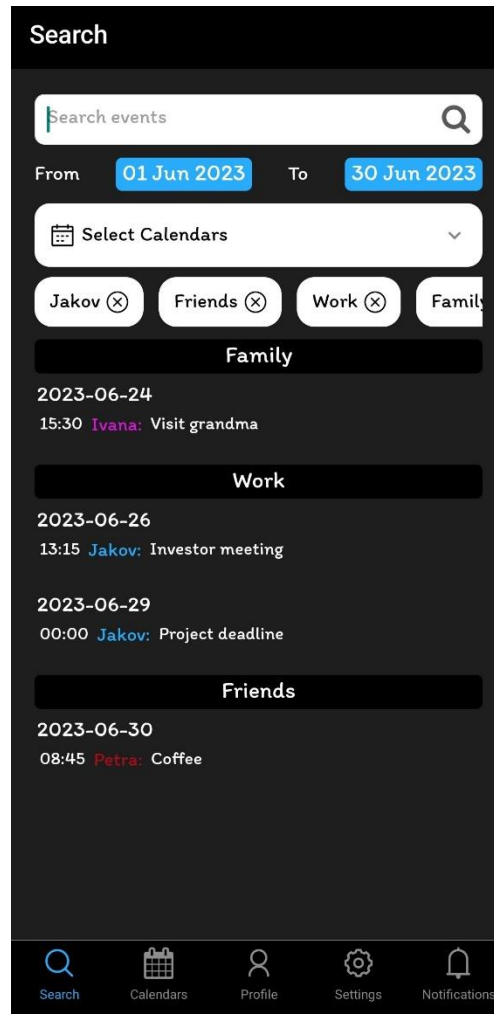 Search
Search events
From 01 Jun 2023 To 30 Jun 2023
Select Calendars
Jakov Friends Work Family
Family
2023-06-24
15:30 Ivana: Visit grandma
Work
2023-06-26
13:15 Jakov: Investor meeting
2023-06-29
00:00 Jakov: Project deadline
Friends
2023-06-30
08:45 Petra: Coffee
Search Calendars Profile Settings Notifications